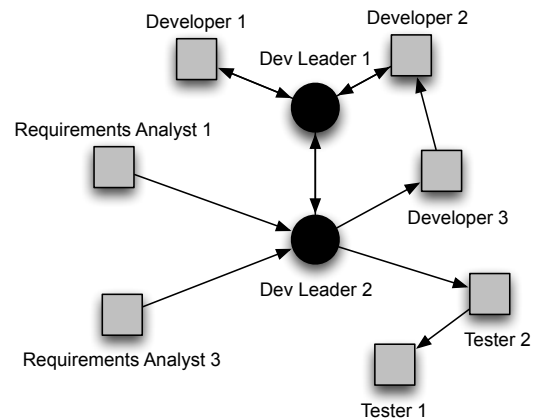 Developer 1
Developer 2
Dev Leader 1
Requirements Analyst 1
Developer 3
Dev Leader 2
Tester 2
Requirements Analyst 3
Tester 1